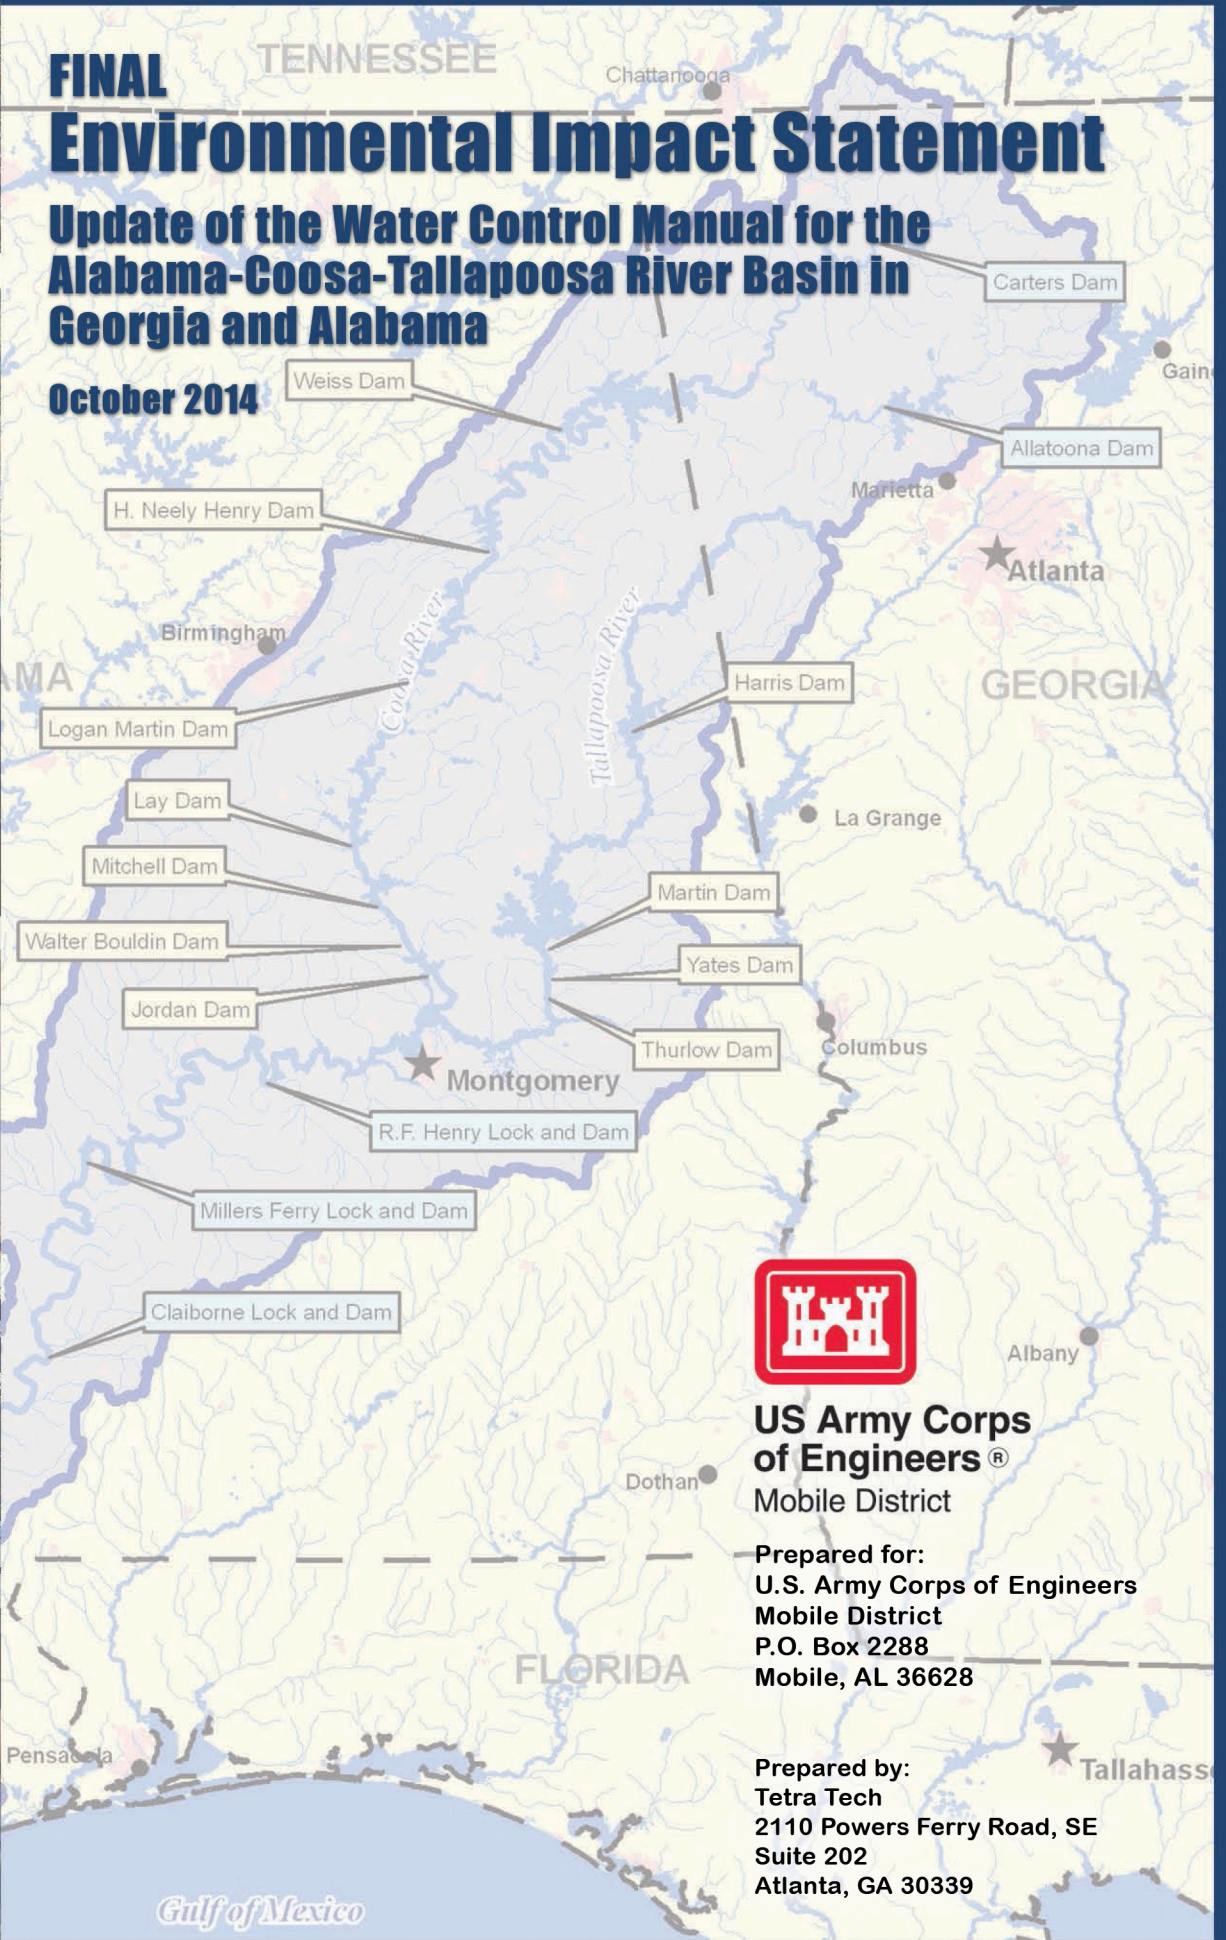 TENNESSEE
Chattanooga
FINAL
Environmental Impact Statement
Update of the Water Control Manual for the
Alabama-Coosa-Tallapoosa River Basin in
Georgia and Alabama
October 2014
Carters Dam
Gain
Weiss Dam
Allatoona Dam
Marietta
H. Neely Henry Dam
Atlanta
Birmingham
Coosa River
Tallapoosa River
AMA
GEORGIA
Harris Dam
Logan Martin Dam
Lay Dam
La Grange
Mitchell Dam
Martin Dam
Walter Bouldin Dam
Yates Dam
Jordan Dam
Thurlow Dam
Columbus
Montgomery
R.F. Henry Lock and Dam
Millers Ferry Lock and Dam
Claiborne Lock and Dam
Albany
US Army Corps
of Engineers ®
Mobile District
Dothan
Prepared for:
U.S. Army Corps of Engineers
Mobile District
P.O. Box 2288
Mobile, AL 36628
FLORIDA
Pensacola
Tallahass
Prepared by:
Tetra Tech
2110 Powers Ferry Road, SE
Suite 202
Atlanta, GA 30339
Gulf of Mexico